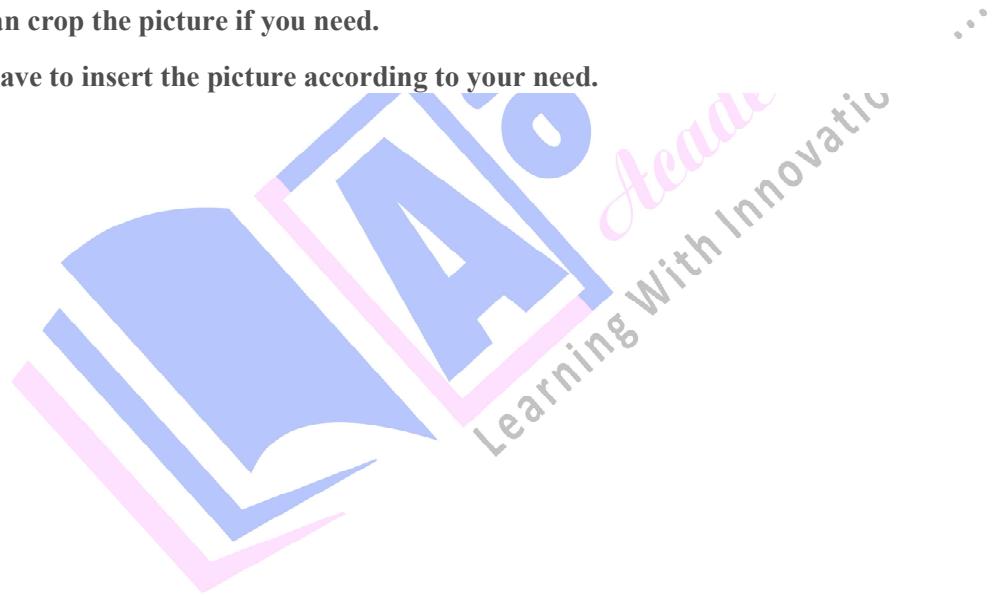 an crop the picture if you need.
ave to insert the picture according to your need.
A
Acade
Learning With Innovatio
...